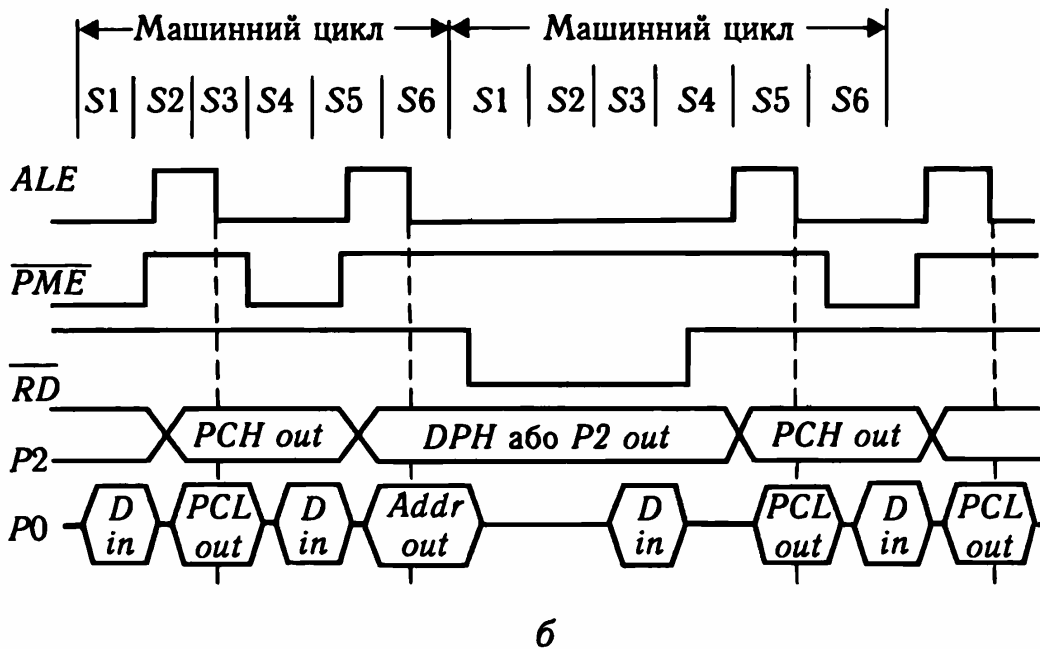 Машинний цикл Машинний цикл
S1 S2 S3 S4 S5 S6 S1 S2 S3 S4 S5 S6
ALE
PME
RD
P2 PCH out DPH або P2 out PCH out
P0 D in PCL out D in Addr out D in PCL out D in PCL out
б